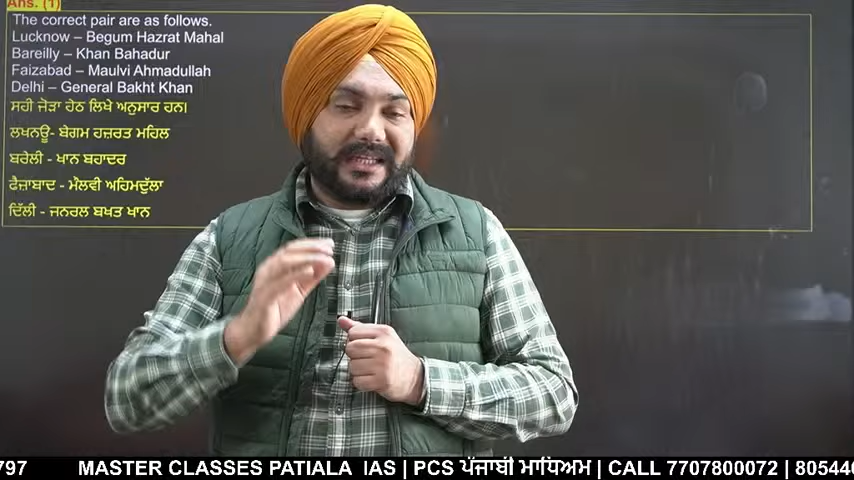 Ans. (1)
The correct pair are as follows.
Lucknow – Begum Hazrat Mahal
Bareilly – Khan Bahadur
Faizabad – Maulvi Ahmadullah
Delhi – General Bakht Khan
ਸਹੀ ਜੋੜਾ ਹੇਠ ਲਿਖੇ ਅਨੁਸਾਰ ਹਨ।
ਲਖਨਊ- ਬੇਗਮ ਹਜ਼ਰਤ ਮਹਿਲ
ਬਰੇਲੀ - ਖਾਨ ਬਹਾਦਰ
ਫੈਜ਼ਾਬਾਦ - ਮੌਲਵੀ ਅਹਿਮਦੁੱਲਾ
ਦਿੱਲੀ - ਜਨਰਲ ਬਖਤ ਖਾਨ
797 MASTER CLASSES PATIALA IAS | PCS ਪੰਜਾਬੀ ਮਾਧਿਅਮ | CALL 7707800072 | 805440